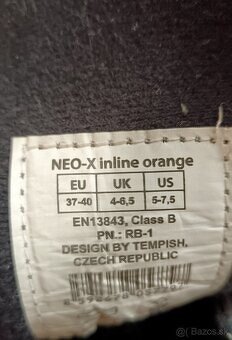 NEO-X inline orange
EU UK US
37-40 4-6,5 5-7,5
EN13843, Class B
PN.: RB-1
DESIGN BY TEMPISH,
CZECH REPUBLIC
Bazos.sk